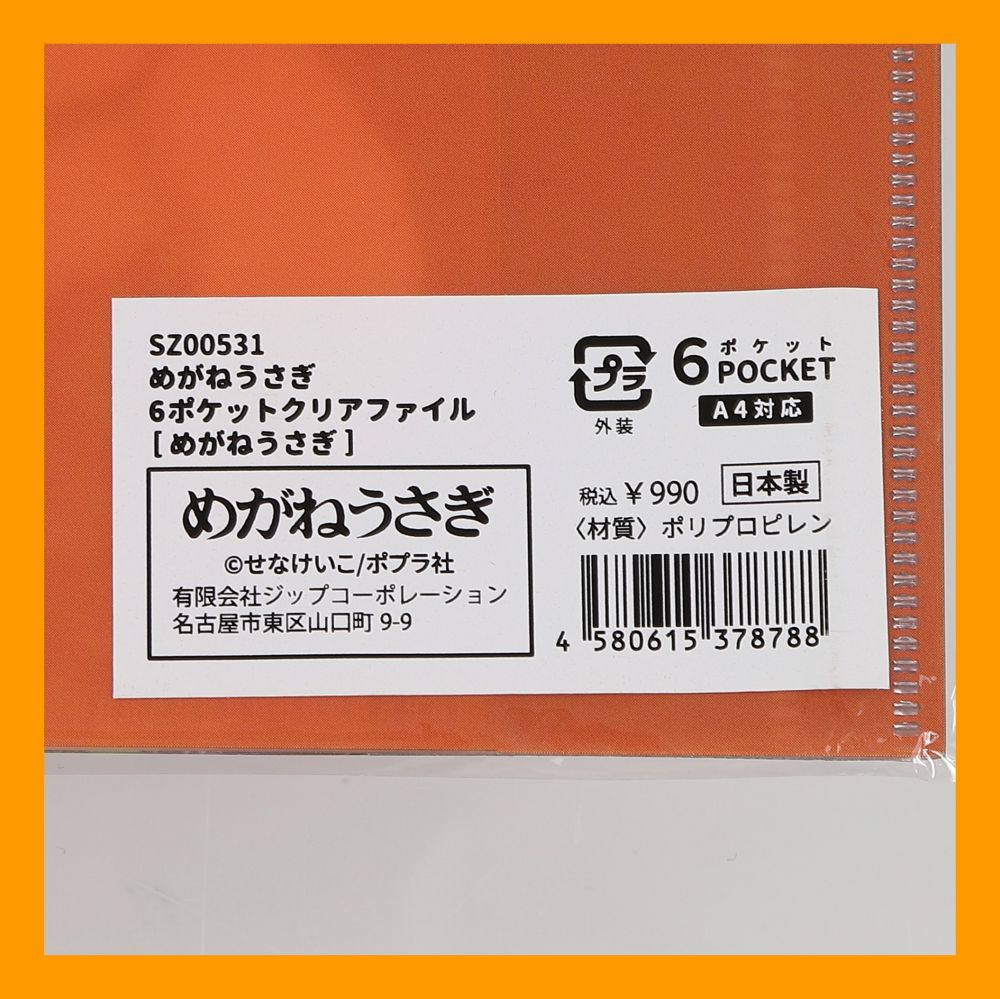 SZ00531
めがねうさぎ
6ポケットクリアファイル
[ めがねうさぎ ]
めがねうさぎ
©せなけいこ/ポプラ社
有限会社ジップコーポレーション
名古屋市東区山口町 9-9
プラ
外装
6 ポケット
POCKET
A4対応
税込 ¥ 990 日本製
〈材質〉ポリプロピレン
4 580615 378788